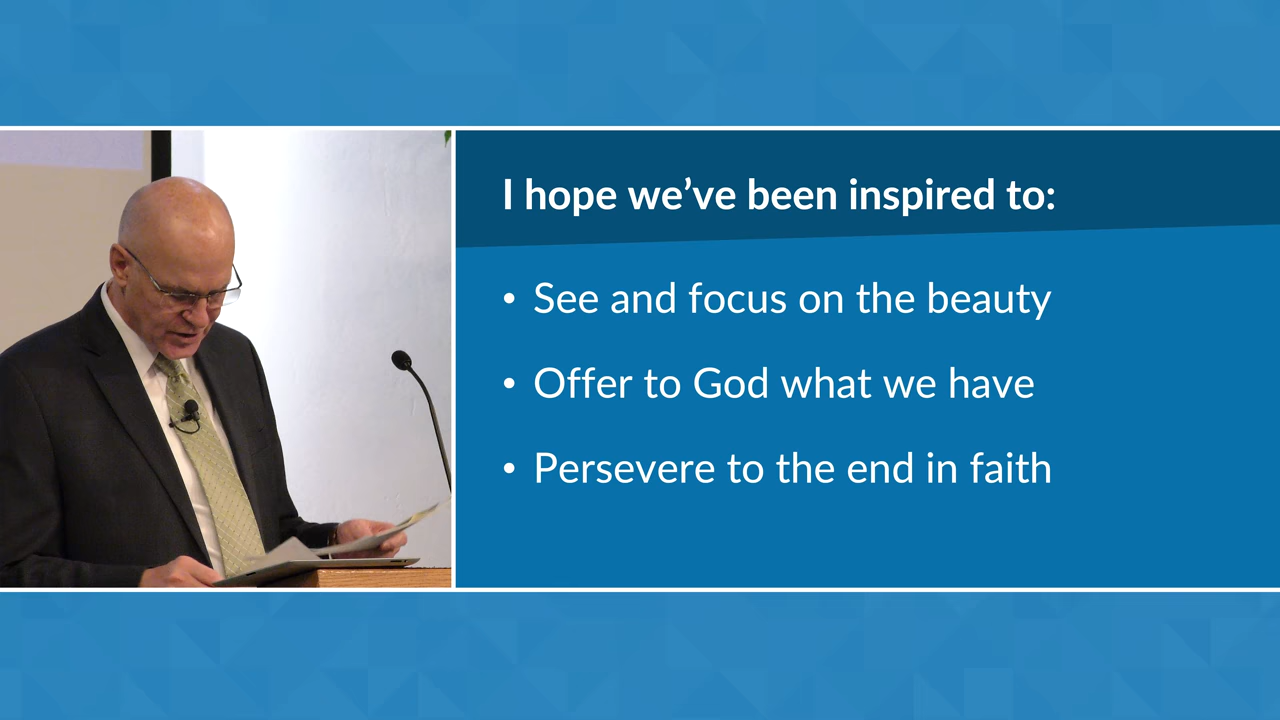 I hope we’ve been inspired to:
• See and focus on the beauty
• Offer to God what we have
• Persevere to the end in faith